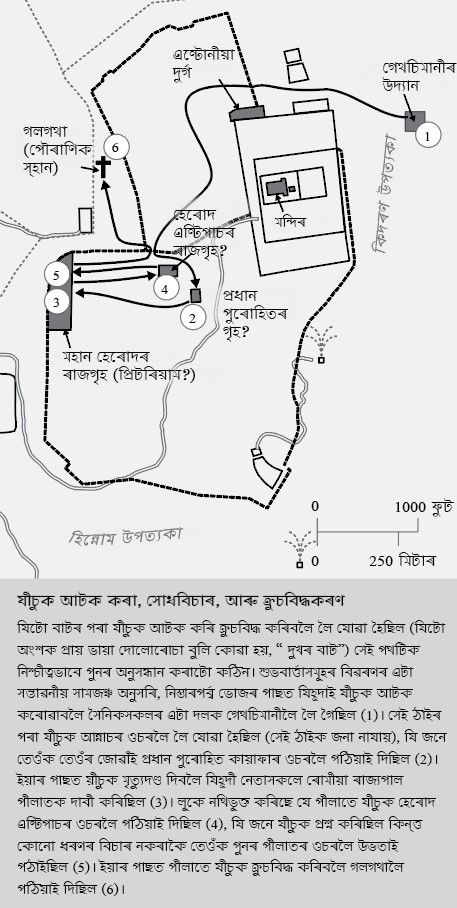 এণ্টোনীয়া
দুৰ্গ
গেথচিমানীৰ
উদ্যান
1
গলগথা
(পৌৰাণিক
স্হান)
6
কিদৰণ উপত্যকা
মন্দিৰ
হেৰোদ
এন্টিপাচৰ
ৰাজগৃহ?
5
4
3
2
প্ৰধান
পুৰোহিতৰ
গৃহ?
মহান হেৰোদৰ
ৰাজগৃহ (প্ৰিটৰিয়াম?)
0 1000 ফুট
হিন্নোম উপত্যকা
0 250 মিটাৰ
যীচুক আটক কৰা, সোধবিচাৰ, আৰু ক্ৰুচবিদ্ধকৰণ
যিটো বাটৰ পৰা যীচুক আটক কৰি ক্ৰুচবিদ্ধ কৰিবলৈ লৈ যোৱা হৈছিল (যিটো
অংশক প্ৰায় ভায়া দোলোৰোচা বুলি কোৱা হয়, “ দুখৰ বাট”) সেই পথটিক
নিশ্চীত্বভাবে পুনৰ অনুসন্ধান কৰাটো কঠিন। শুভবাৰ্ত্তাসমূহৰ বিৱৰণৰ এটা
সম্ভাৱনীয় সামজঞ্চ অনুসৰি, নিস্তাৰপৰ্ব্ব ভোজৰ পাছত যিহূদাই যীচুক আটক
কৰোৱাবলৈ সৈনিকসকলৰ এটা দলক গেথচিমানীলৈ লৈ গৈছিল (1)। সেই ঠাইৰ
পৰা যীচুক আন্নাচৰ ওচৰলৈ লৈ যোৱা হৈছিল (সেই ঠাইক জনা নাযায়), যি জনে
তেওঁক তেওঁৰ জোৱাঁই প্ৰধান পুৰোহিত কায়াফাৰ ওচৰলৈ পঠিয়াই দিছিল (2)।
ইয়াৰ পাছত যীচুক মৃত্যুদণ্ড দিবলৈ যিহূদী নেতাসকলে ৰোমীয়া ৰাজ্যপাল
পীলাতক দাবী কৰিছিল (3)। লূকে নথিভুক্ত কৰিছে যে পীলাতে যীচুক হেৰোদ
এন্টিপাচৰ ওচৰলৈ পঠিয়াই দিছিল (4), যি জনে যীচুক প্ৰশ্ন কৰিছিল কিন্তু
কোনো ধৰণৰ বিচাৰ নকৰাকৈ তেওঁক পুনৰ পীলাতৰ ওচৰলৈ উভতাই
পঠাইছিল (5)। ইয়াৰ পাছত পীলাতে যীচুক ক্ৰুচবিদ্ধ কৰিবলৈ গলগথালৈ
পঠিয়াই দিছিল (6)।